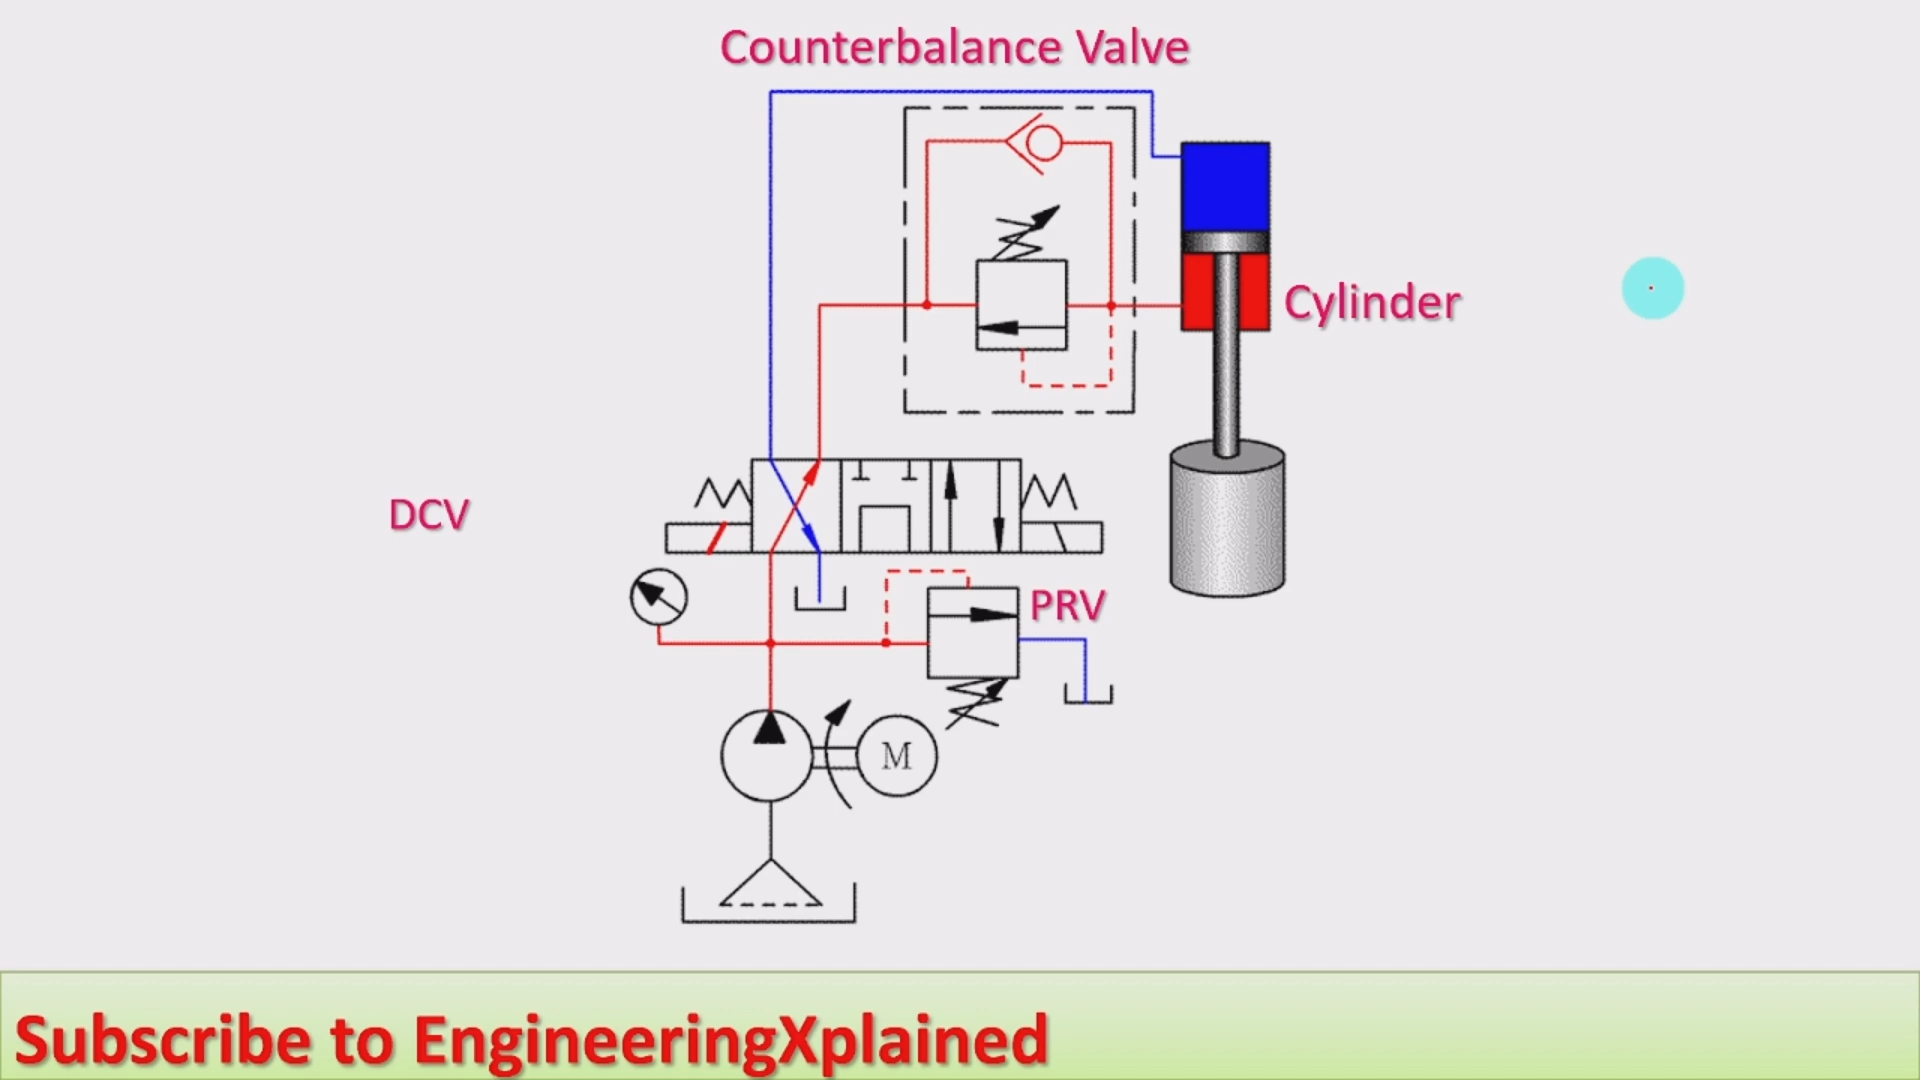 Counterbalance Valve
Cylinder
DCV
PRV
M
Subscribe to EngineeringXplained